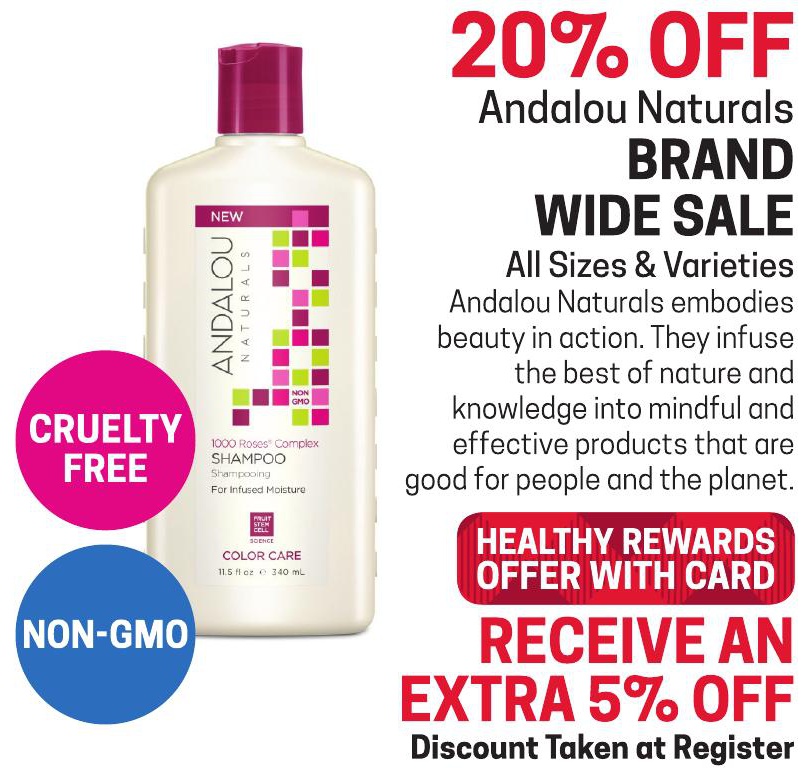 20% OFF
Andalou Naturals
BRAND
WIDE SALE
All Sizes & Varieties
Andalou Naturals embodies
beauty in action. They infuse
the best of nature and
knowledge into mindful and
effective products that are
good for people and the planet.
HEALTHY REWARDS
OFFER WITH CARD
RECEIVE AN
EXTRA 5% OFF
Discount Taken at Register
CRUELTY
FREE
NON-GMO
NEW
ANDALOU
NATURALS
NON
GMO
1000 Roses® Complex
SHAMPOO
Shampooing
For Infused Moisture
FRUIT
STEM
CELL
SCIENCE
COLOR CARE
11.5 fl oz ℮ 340 mL